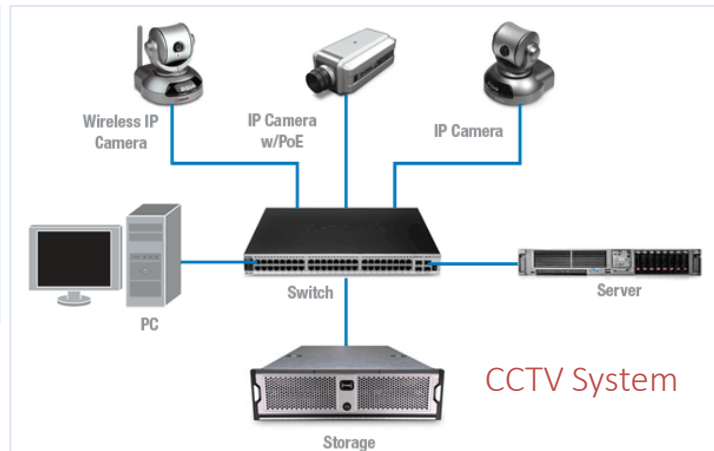 Wireless IP
Camera
IP Camera
w/PoE
IP Camera
Switch
PC
Server
Storage
CCTV System